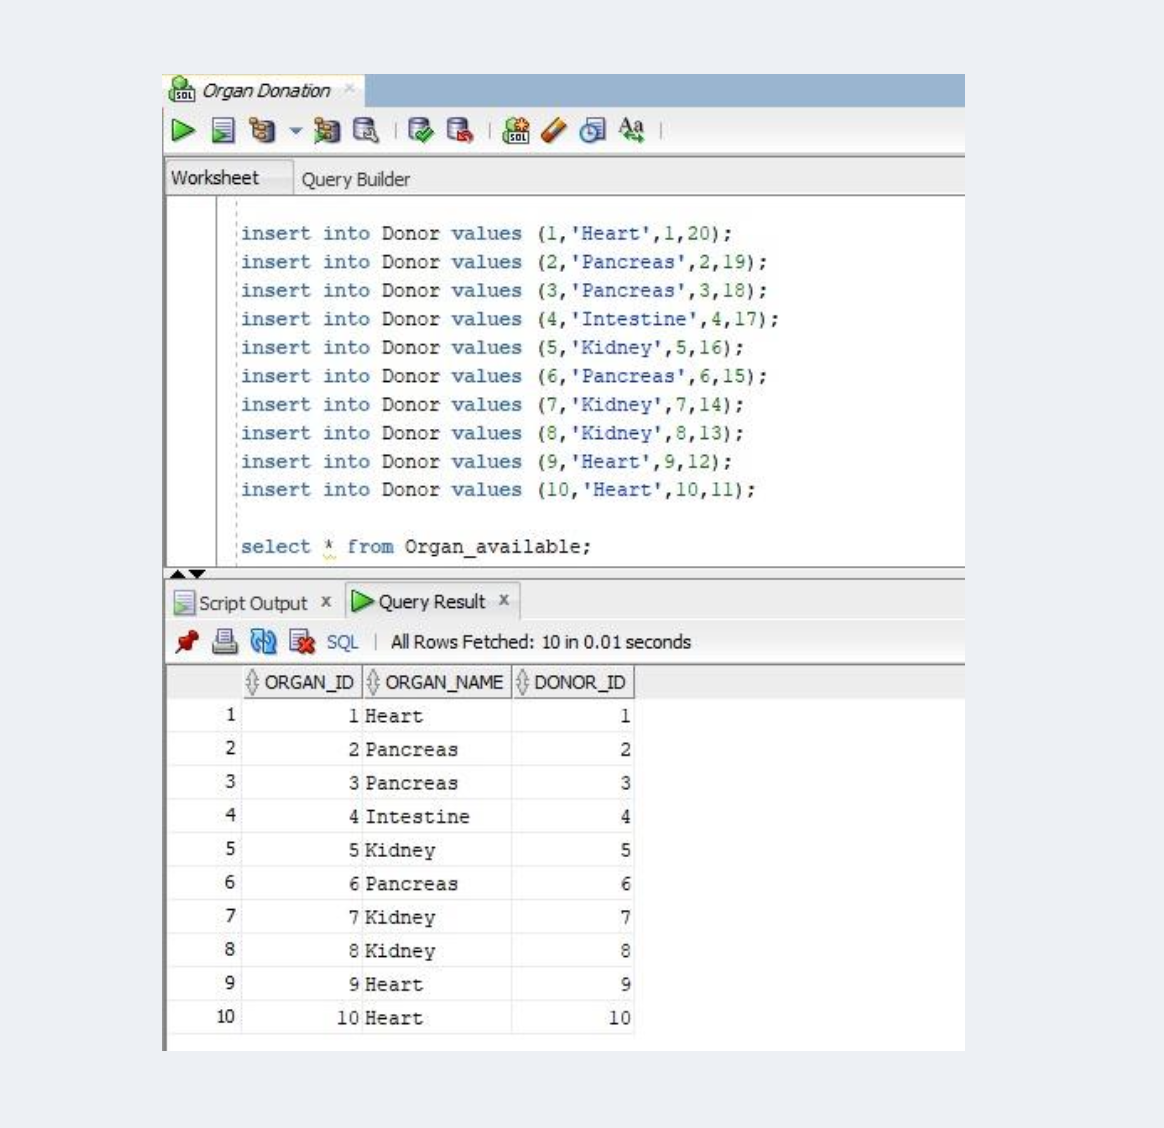 Organ Donation
Worksheet Query Builder
insert into Donor values (1,'Heart',1,20);
insert into Donor values (2,'Pancreas',2,19);
insert into Donor values (3,'Pancreas',3,18);
insert into Donor values (4,'Intestine',4,17);
insert into Donor values (5,'Kidney',5,16);
insert into Donor values (6,'Pancreas',6,15);
insert into Donor values (7,'Kidney',7,14);
insert into Donor values (8,'Kidney',8,13);
insert into Donor values (9,'Heart',9,12);
insert into Donor values (10,'Heart',10,11);
select * from Organ_available;
Script Output x Query Result x
SQL | All Rows Fetched: 10 in 0.01 seconds
ORGAN_ID ORGAN_NAME DONOR_ID
1 1 Heart 1
2 2 Pancreas 2
3 3 Pancreas 3
4 4 Intestine 4
5 5 Kidney 5
6 6 Pancreas 6
7 7 Kidney 7
8 8 Kidney 8
9 9 Heart 9
10 10 Heart 10